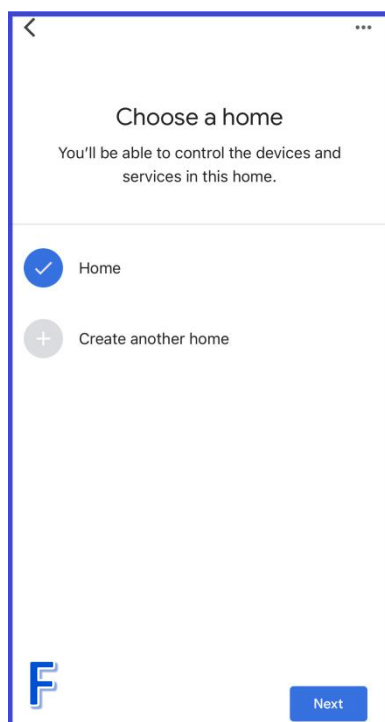 Choose a home
You'll be able to control the devices and
services in this home.
Home
Create another home
F
Next